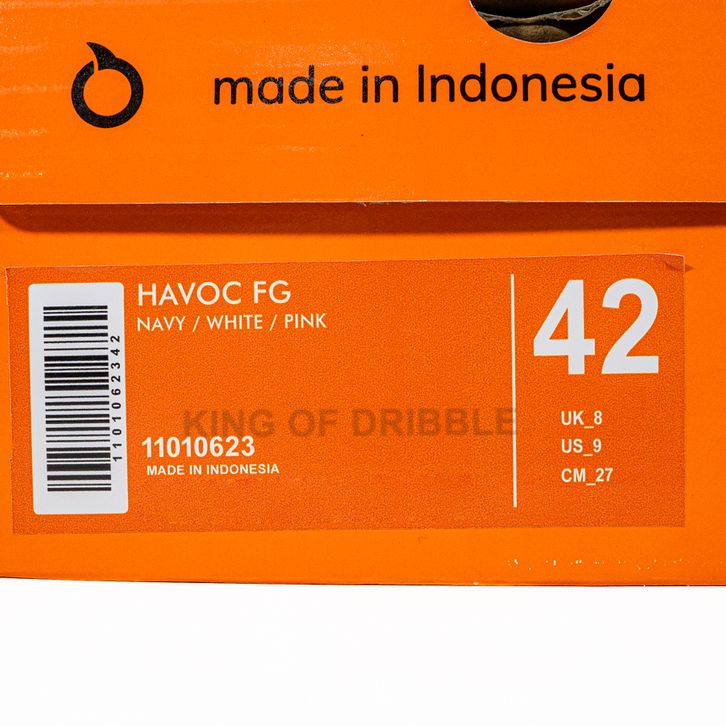 made in Indonesia
HAVOC FG
NAVY / WHITE / PINK
42
KING OF DRIBBLE
UK_8
11010623
US_9
MADE IN INDONESIA
CM_27
1101062342